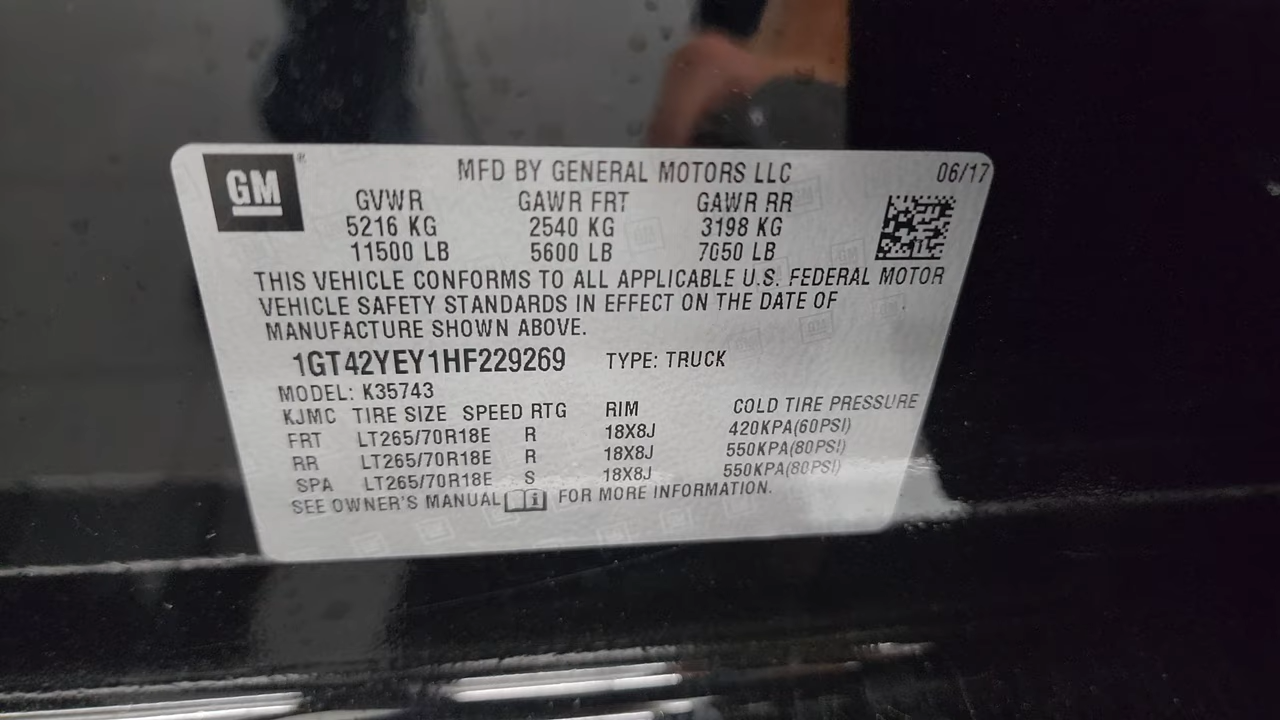 GM
MFD BY GENERAL MOTORS LLC 06/17
GVWR GAWR FRT GAWR RR
5216 KG 2540 KG 3198 KG
11500 LB 5600 LB 7050 LB
THIS VEHICLE CONFORMS TO ALL APPLICABLE U.S. FEDERAL MOTOR
VEHICLE SAFETY STANDARDS IN EFFECT ON THE DATE OF
MANUFACTURE SHOWN ABOVE.
1GT42YEY1HF229269 TYPE: TRUCK
MODEL: K35743
KJMC TIRE SIZE SPEED RTG RIM COLD TIRE PRESSURE
FRT LT265/70R18E R 18X8J 420KPA(60PSI)
RR LT265/70R18E R 18X8J 550KPA(80PSI)
SPA LT265/70R18E S 18X8J 550KPA(80PSI)
SEE OWNER'S MANUAL FOR MORE INFORMATION.